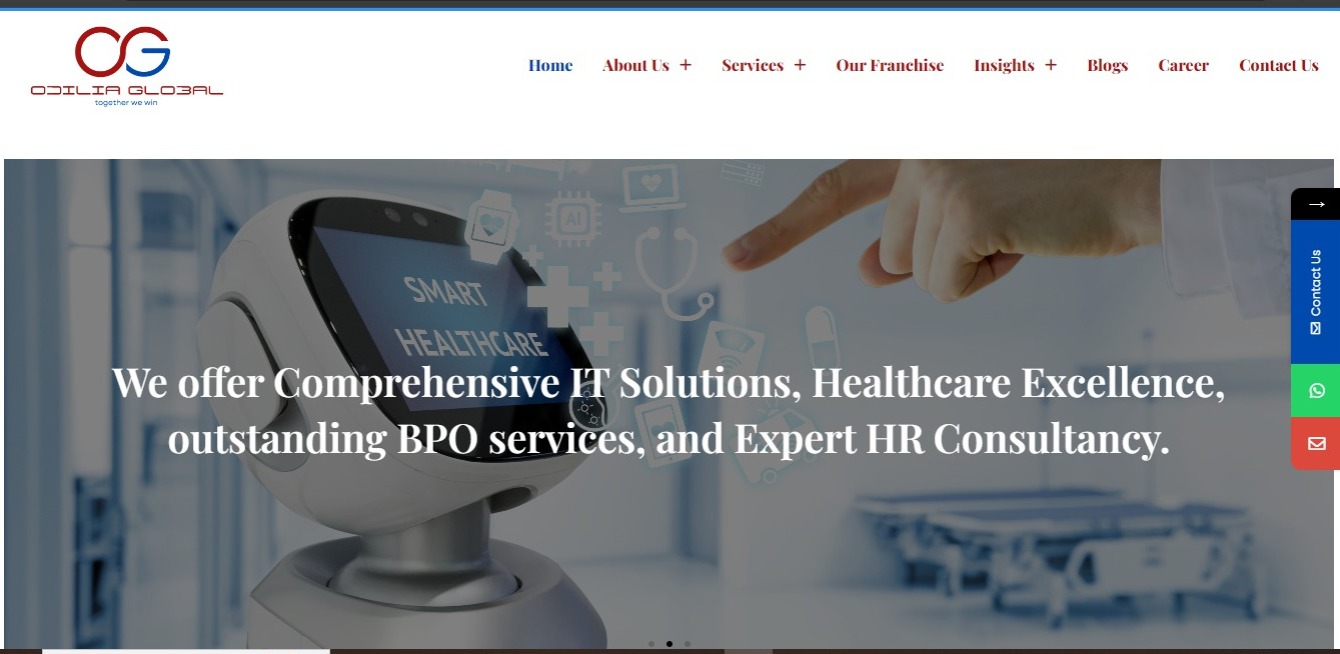 OG
ODILIA GLOBAL
together we win
Home About Us + Services + Our Franchise Insights + Blogs Career Contact Us
→
Contact Us
AI
SMART
HEALTHCARE
We offer Comprehensive IT Solutions, Healthcare Excellence,
outstanding BPO services, and Expert HR Consultancy.